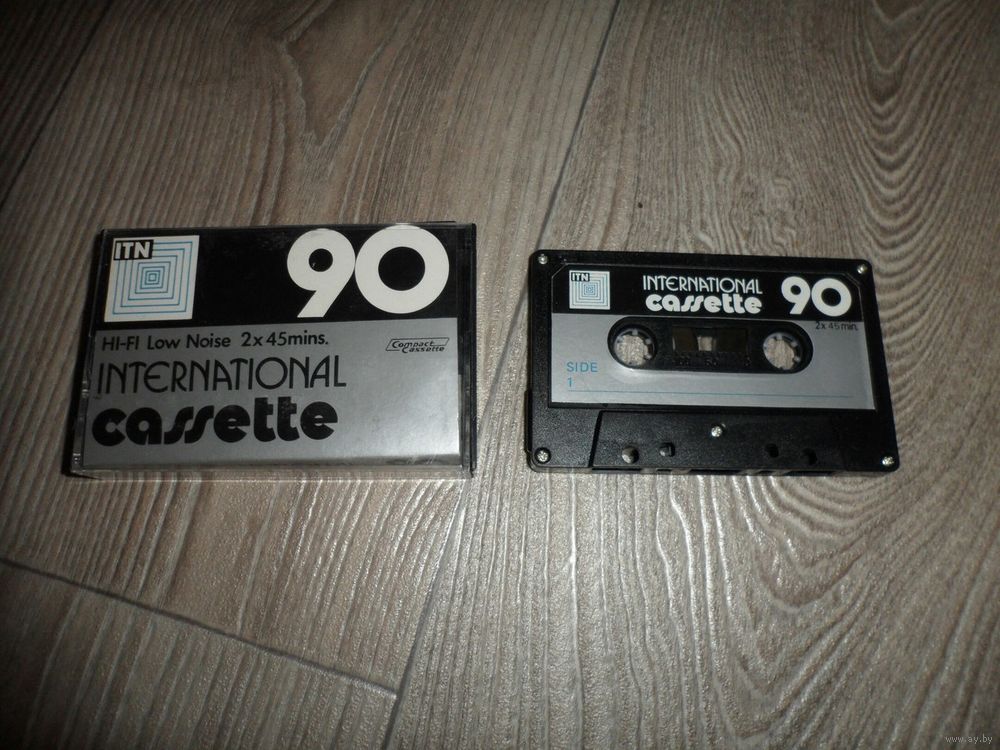 ITN
90
HI-FI Low Noise 2x45mins.
Compact
Cassette
INTERNATIONAL
cassette
ITN
INTERNATIONAL
cassette
90
2x45min.
SIDE
1
www.ay.by